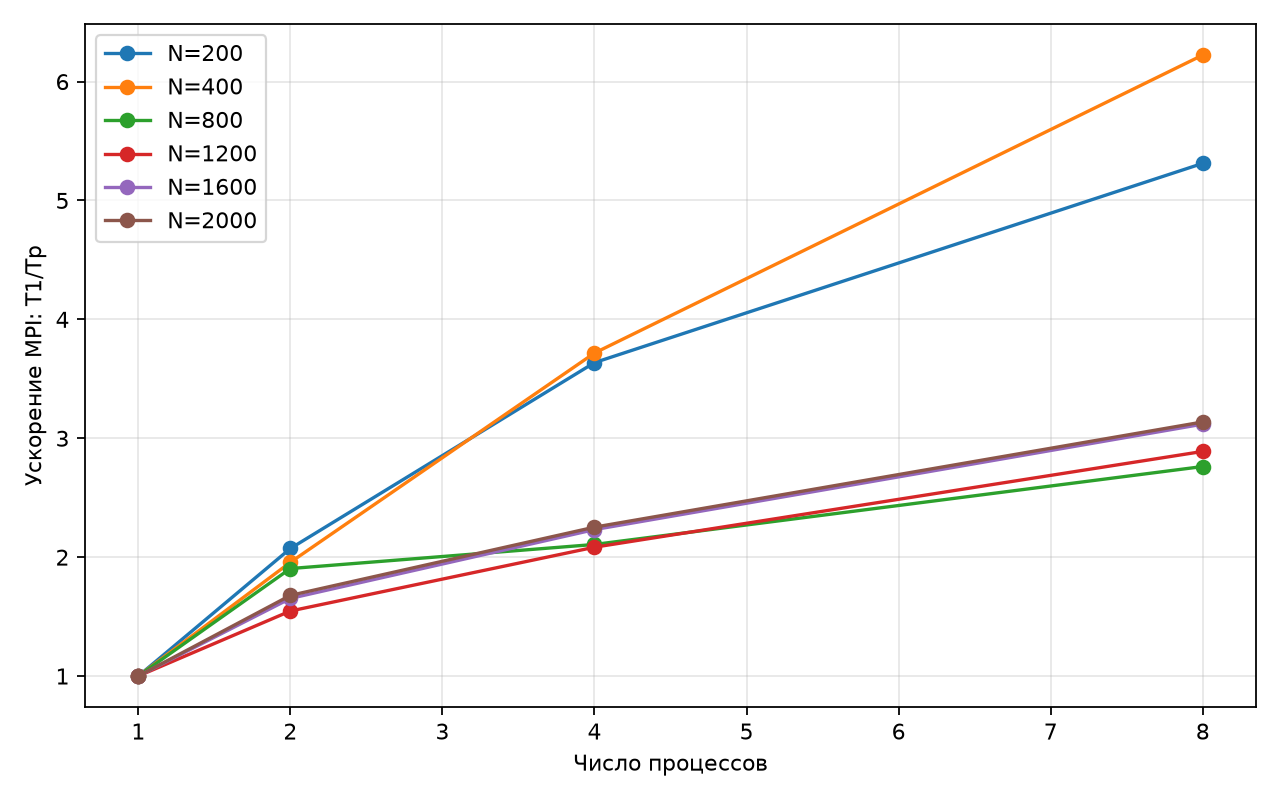 N=200
N=400
N=800
N=1200
N=1600
N=2000
6
5
4
3
2
1
Ускорение MPI: T1/Tp
1 2 3 4 5 6 7 8
Число процессов